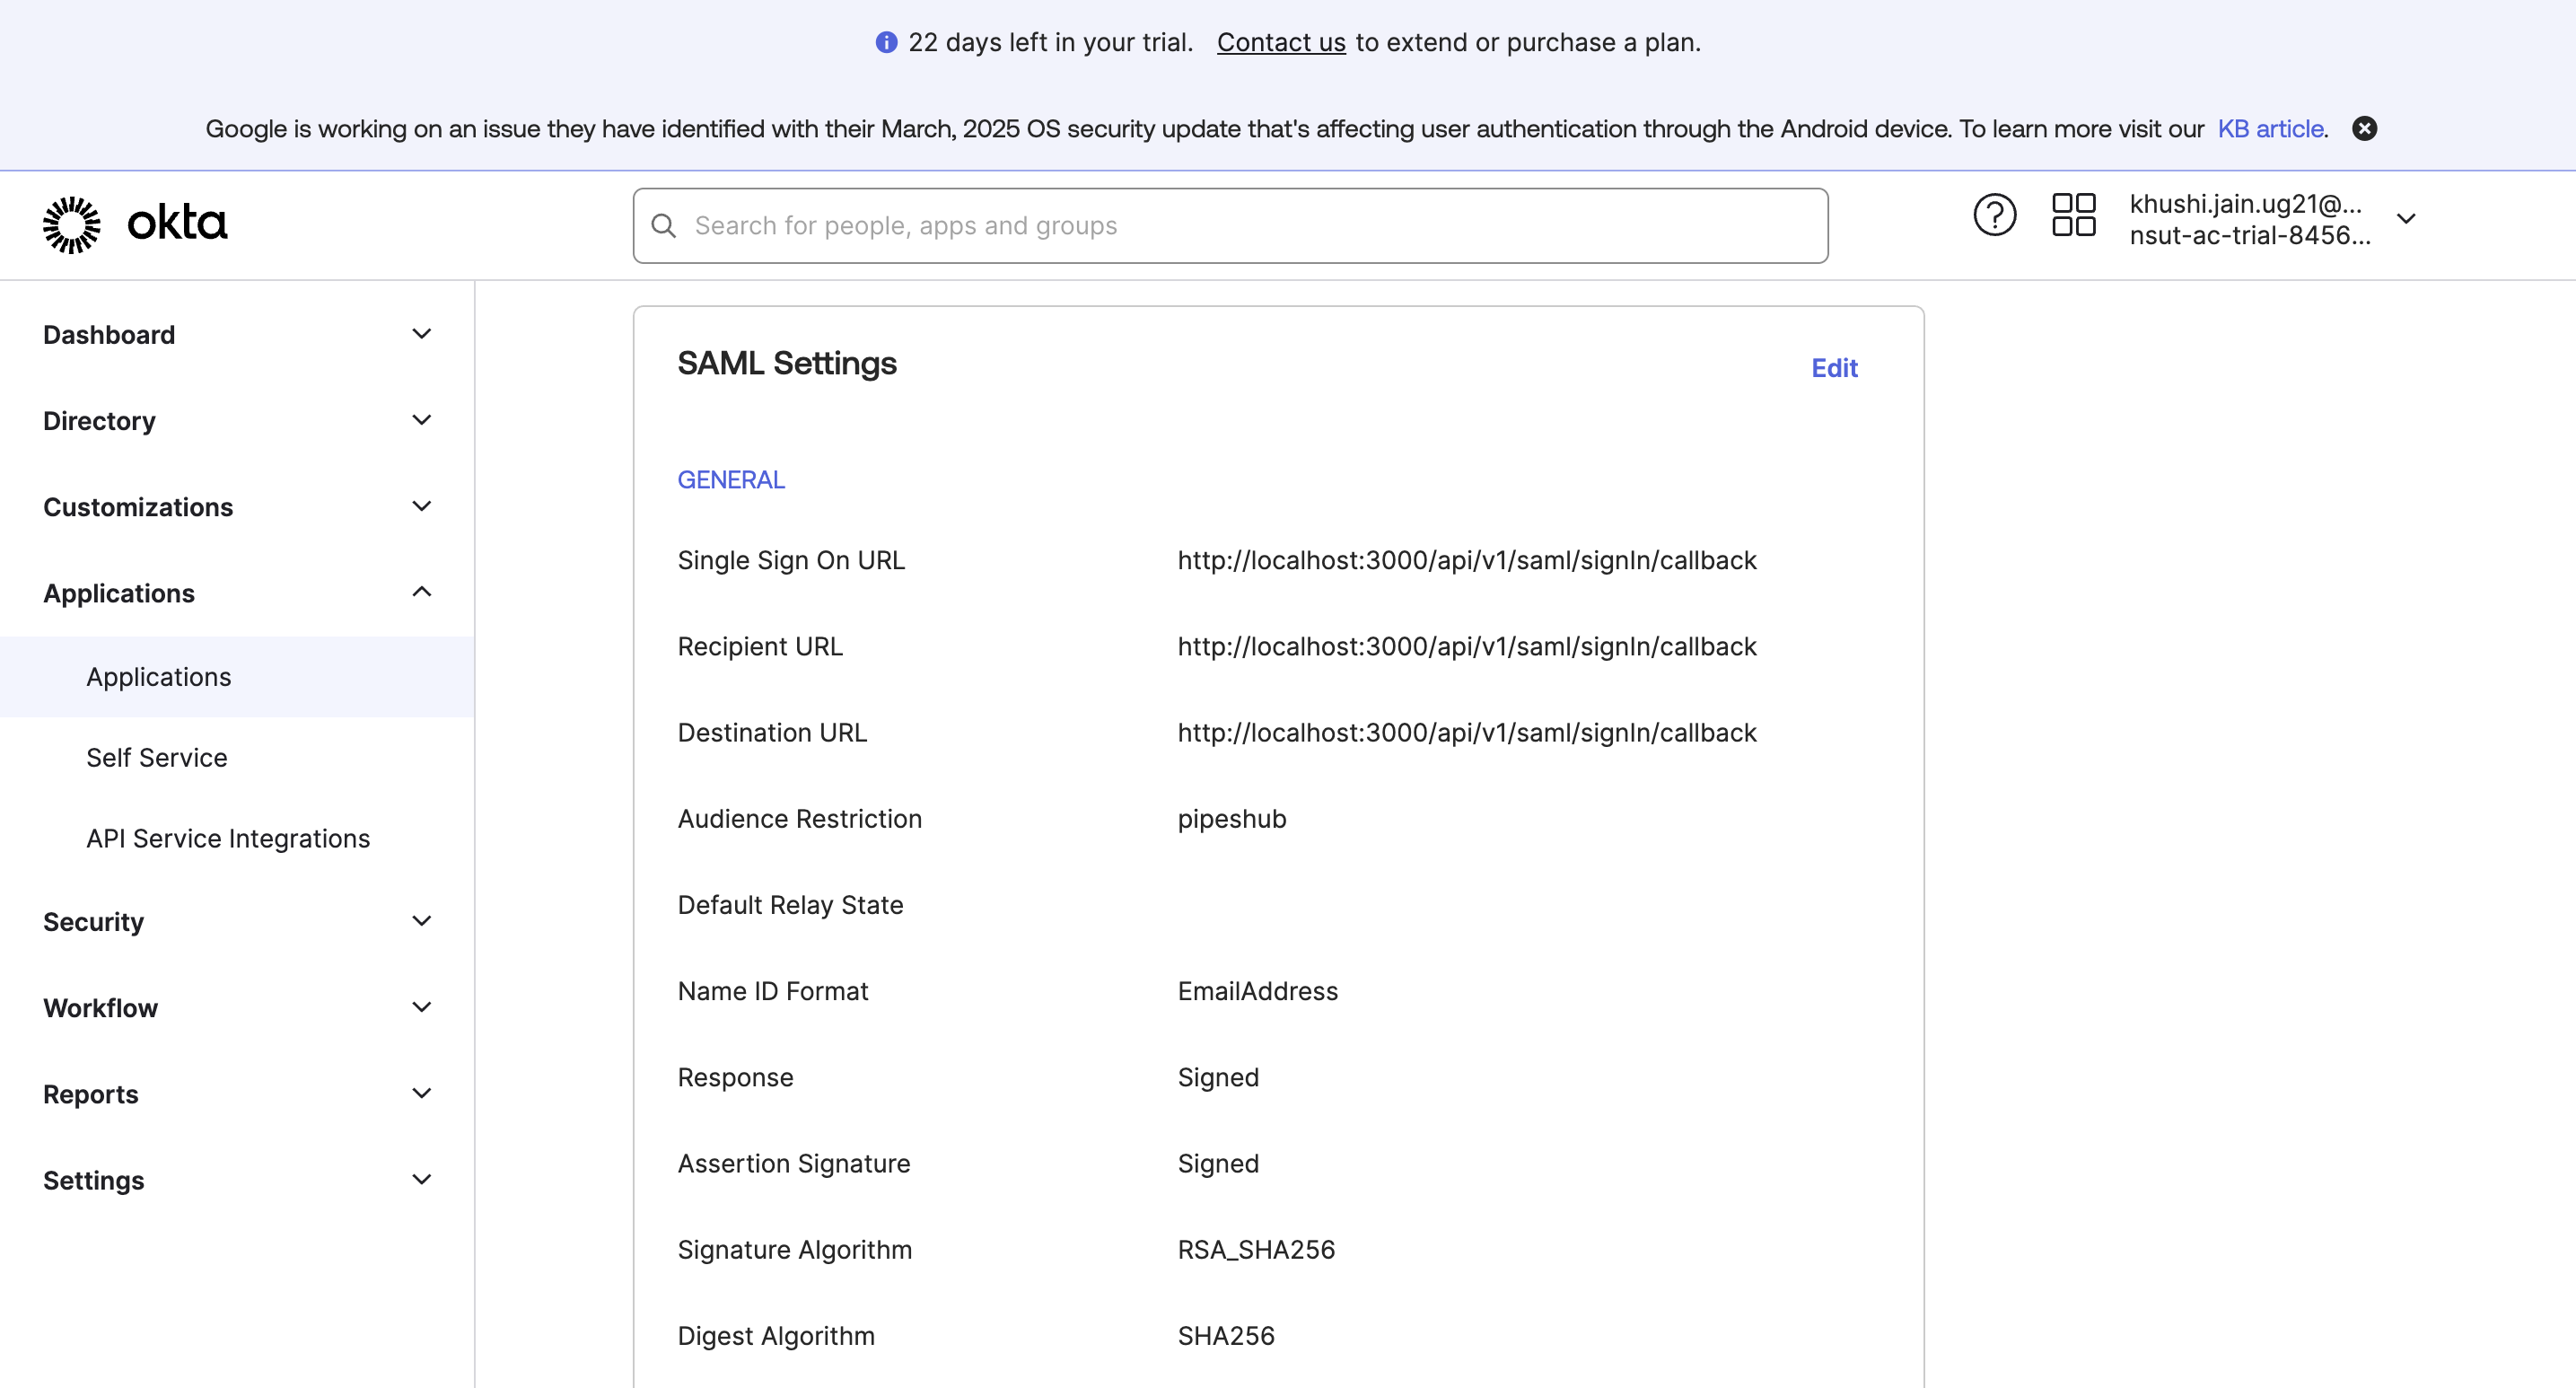 22 days left in your trial. Contact us to extend or purchase a plan.
Google is working on an issue they have identified with their March, 2025 OS security update that's affecting user authentication through the Android device. To learn more visit our KB article.
okta
Search for people, apps and groups
khushi.jain.ug21@...
nsut-ac-trial-8456...
Dashboard
Directory
Customizations
Applications
Applications
Self Service
API Service Integrations
Security
Workflow
Reports
Settings
SAML Settings
Edit
GENERAL
Single Sign On URL http://localhost:3000/api/v1/saml/signIn/callback
Recipient URL http://localhost:3000/api/v1/saml/signIn/callback
Destination URL http://localhost:3000/api/v1/saml/signIn/callback
Audience Restriction pipeshub
Default Relay State
Name ID Format EmailAddress
Response Signed
Assertion Signature Signed
Signature Algorithm RSA_SHA256
Digest Algorithm SHA256